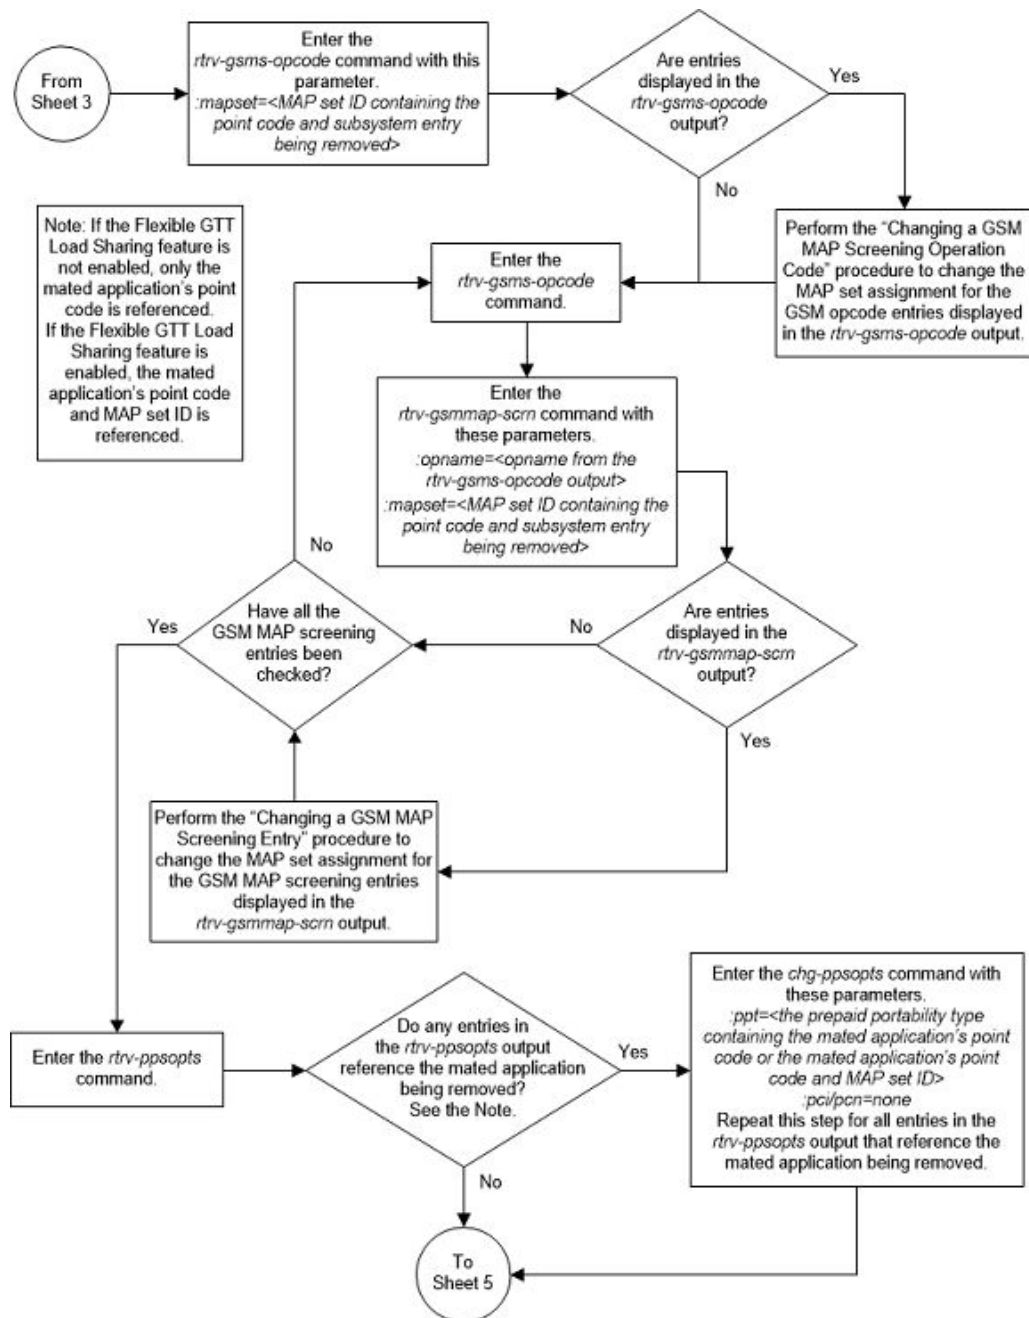 From
Sheet 3
Enter the
rtrv-gsms-opcode command with this
parameter.
:mapset=<MAP set ID containing the
point code and subsystem entry
being removed>
Are entries
displayed in the
rtrv-gsms-opcode
output?
Yes
No
Note: If the Flexible GTT
Load Sharing feature is
not enabled, only the
mated application's point
code is referenced.
If the Flexible GTT Load
Sharing feature is
enabled, the mated
application's point code
and MAP set ID is
referenced.
Enter the
rtrv-gsms-opcode
command.
Perform the “Changing a GSM
MAP Screening Operation
Code” procedure to change the
MAP set assignment for the
GSM opcode entries displayed
in the rtrv-gsms-opcode output.
Enter the
rtrv-gsmmap-scrn command with
these parameters.
:opname=<opname from the
rtrv-gsms-opcode output>
:mapset=<MAP set ID containing the
point code and subsystem entry
being removed>
No
Yes
Have all the
GSM MAP screening
entries been
checked?
No
Are entries
displayed in the
rtrv-gsmmap-scrn
output?
Yes
Perform the “Changing a GSM MAP
Screening Entry” procedure to
change the MAP set assignment for
the GSM MAP screening entries
displayed in the
rtrv-gsmmap-scrn output.
Enter the rtrv-ppsopts
command.
Do any entries in
the rtrv-ppsopts output
reference the mated application
being removed?
See the Note.
Yes
Enter the chg-ppsopts command with
these parameters.
:ppt=<the prepaid portability type
containing the mated application's point
code or the mated application's point
code and MAP set ID>
:pci/pcn=none
Repeat this step for all entries in the
rtrv-ppsopts output that reference the
mated application being removed.
No
To
Sheet 5